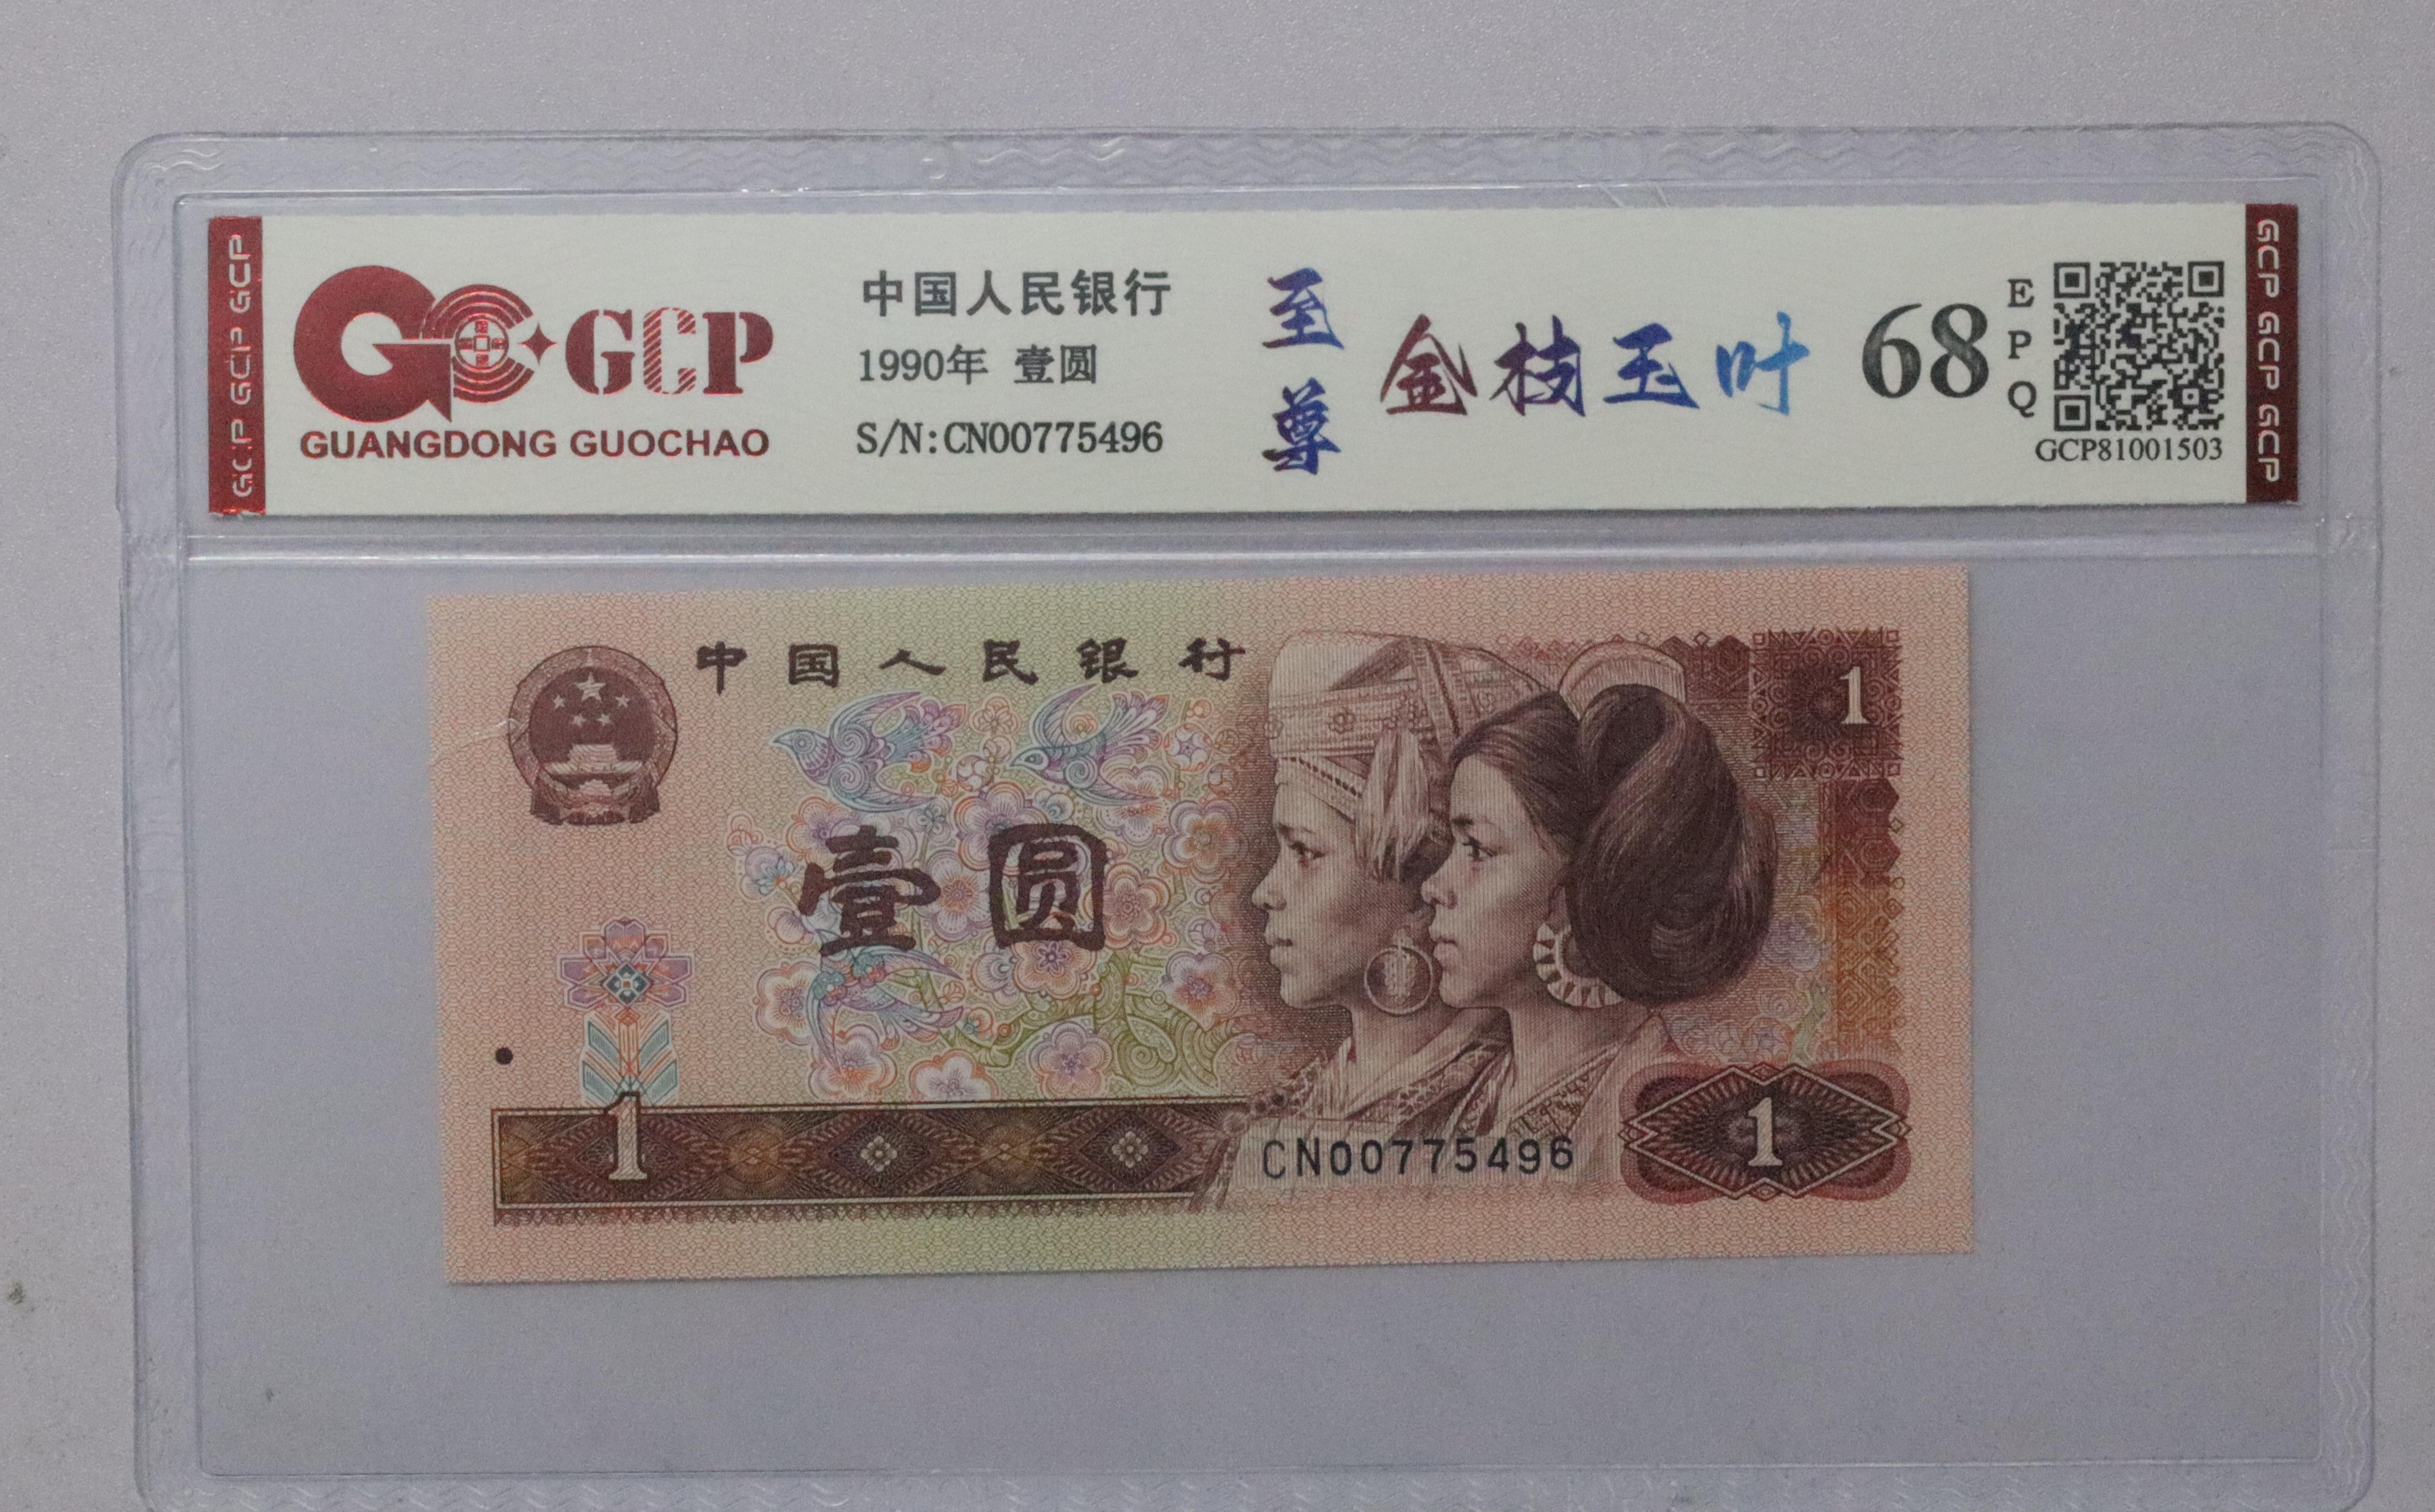 GCP GCP GCP
GCP
GUANGDONG GUOCHAO
中国人民银行
1990年 壹圆
S/N:CN00775496
至尊
金枝玉叶
68
EPQ
GCP81001503
GCP GCP GCP
中国人民银行
1
壹圆
1
CN00775496
1